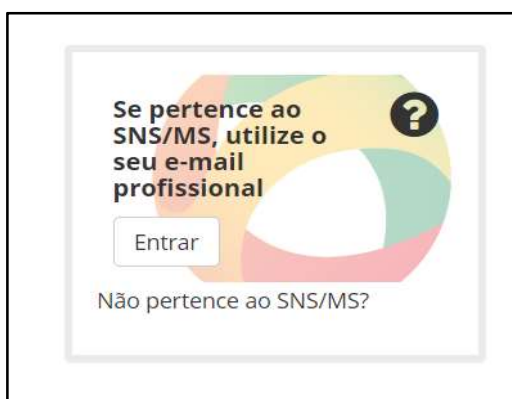 Se pertence ao
SNS/MS, utilize o
seu e-mail
profissional
?
Entrar
Não pertence ao SNS/MS?